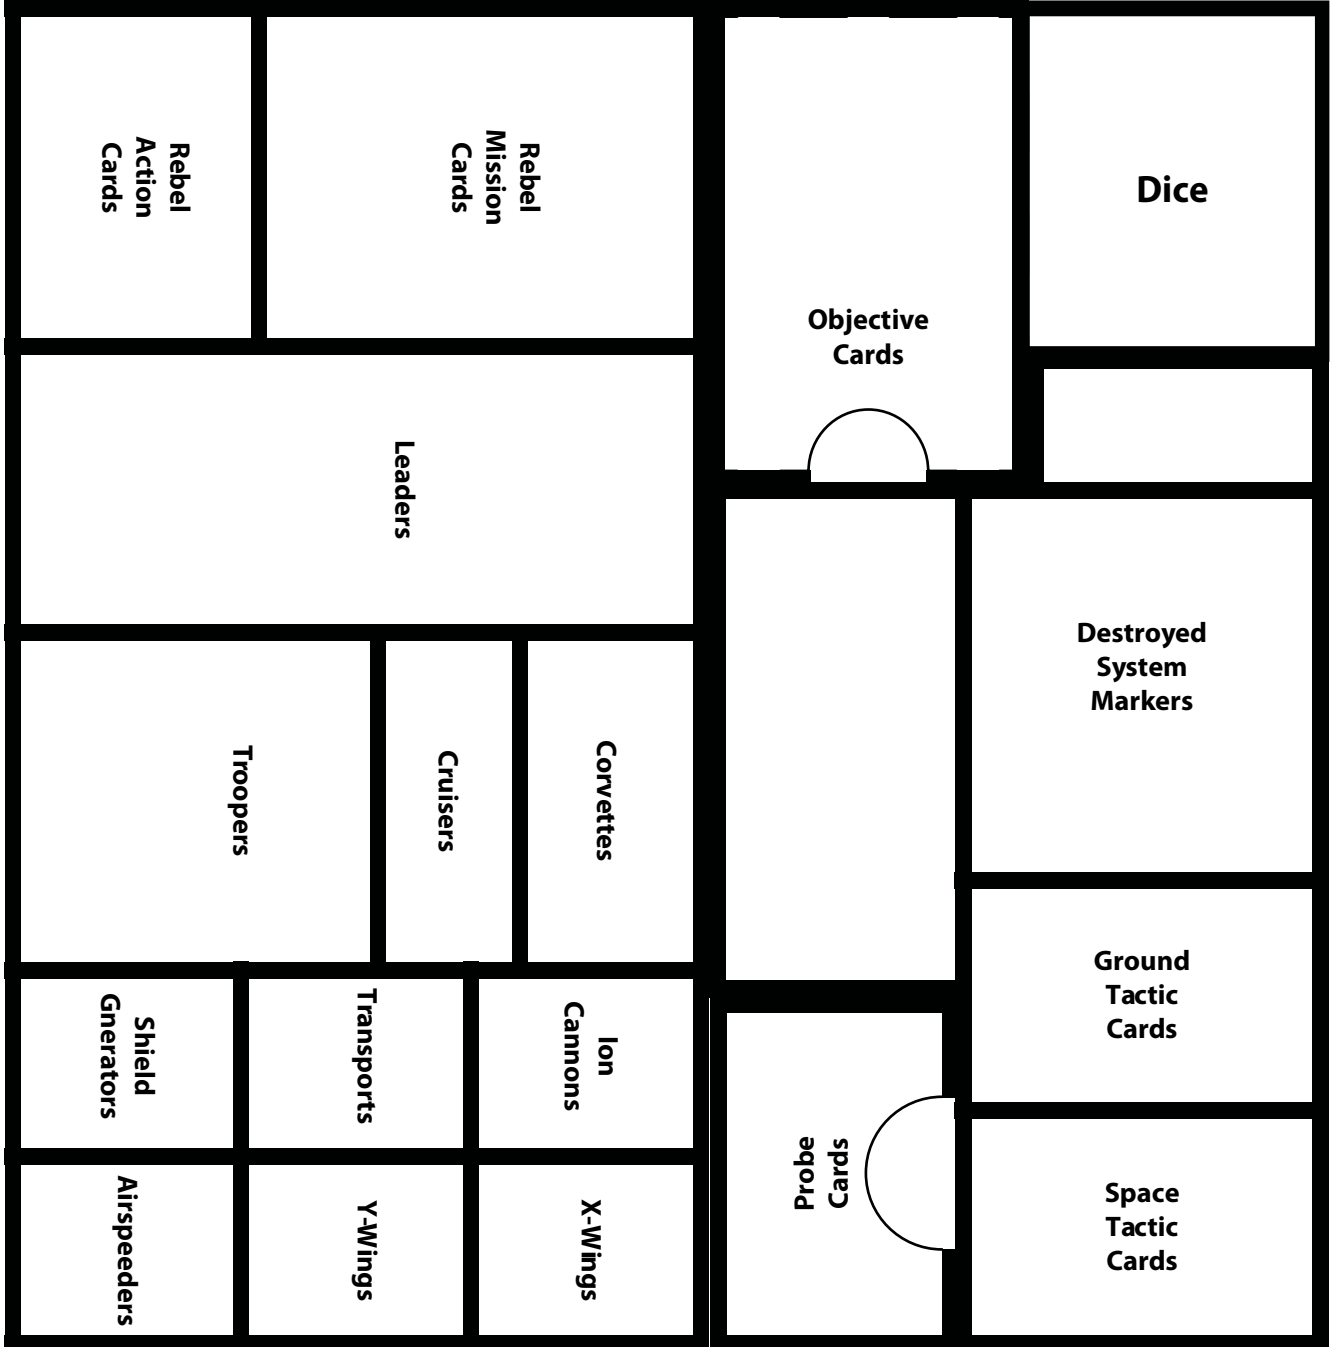 Rebel
Action
Cards
Rebel
Mission
Cards
Objective
Cards
Dice
Leaders
Troopers
Cruisers
Corvettes
Destroyed
System
Markers
Shield
Gnerators
Transports
Ion
Cannons
Ground
Tactic
Cards
Airspeeders
Y-Wings
X-Wings
Probe
Cards
Space
Tactic
Cards